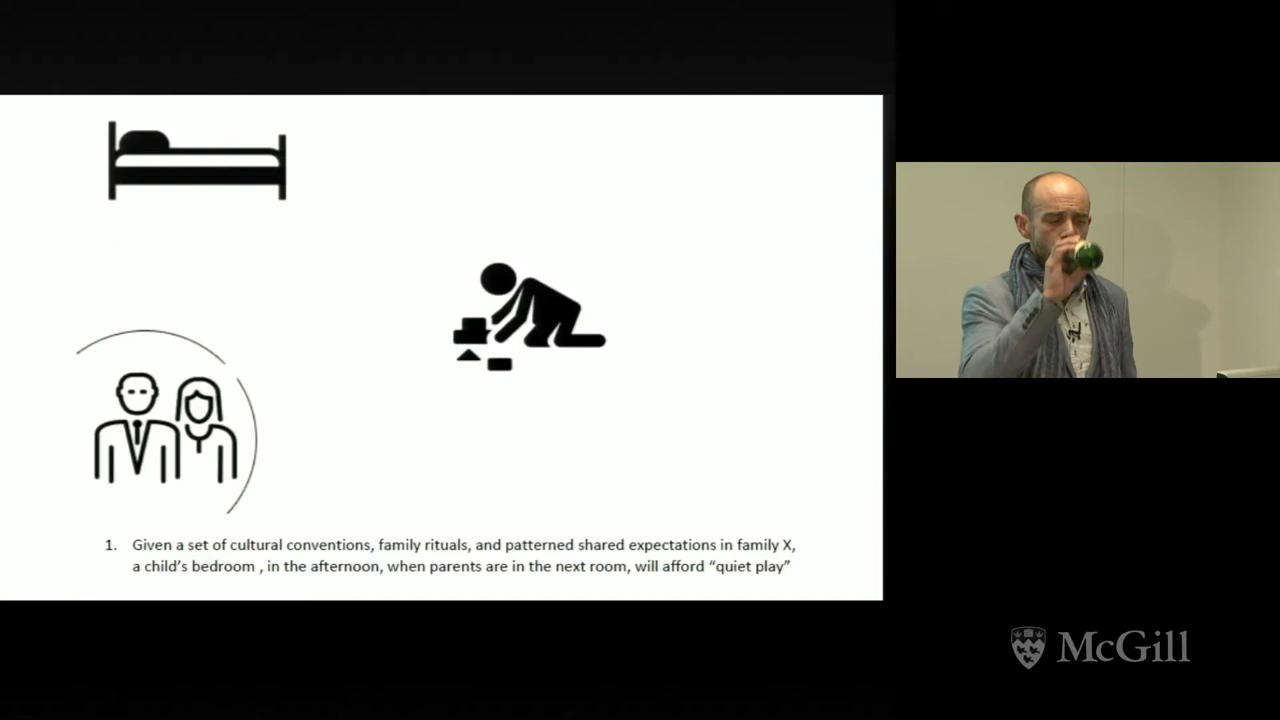 1. Given a set of cultural conventions, family rituals, and patterned shared expectations in family X,
a child's bedroom , in the afternoon, when parents are in the next room, will afford “quiet play”
McGill